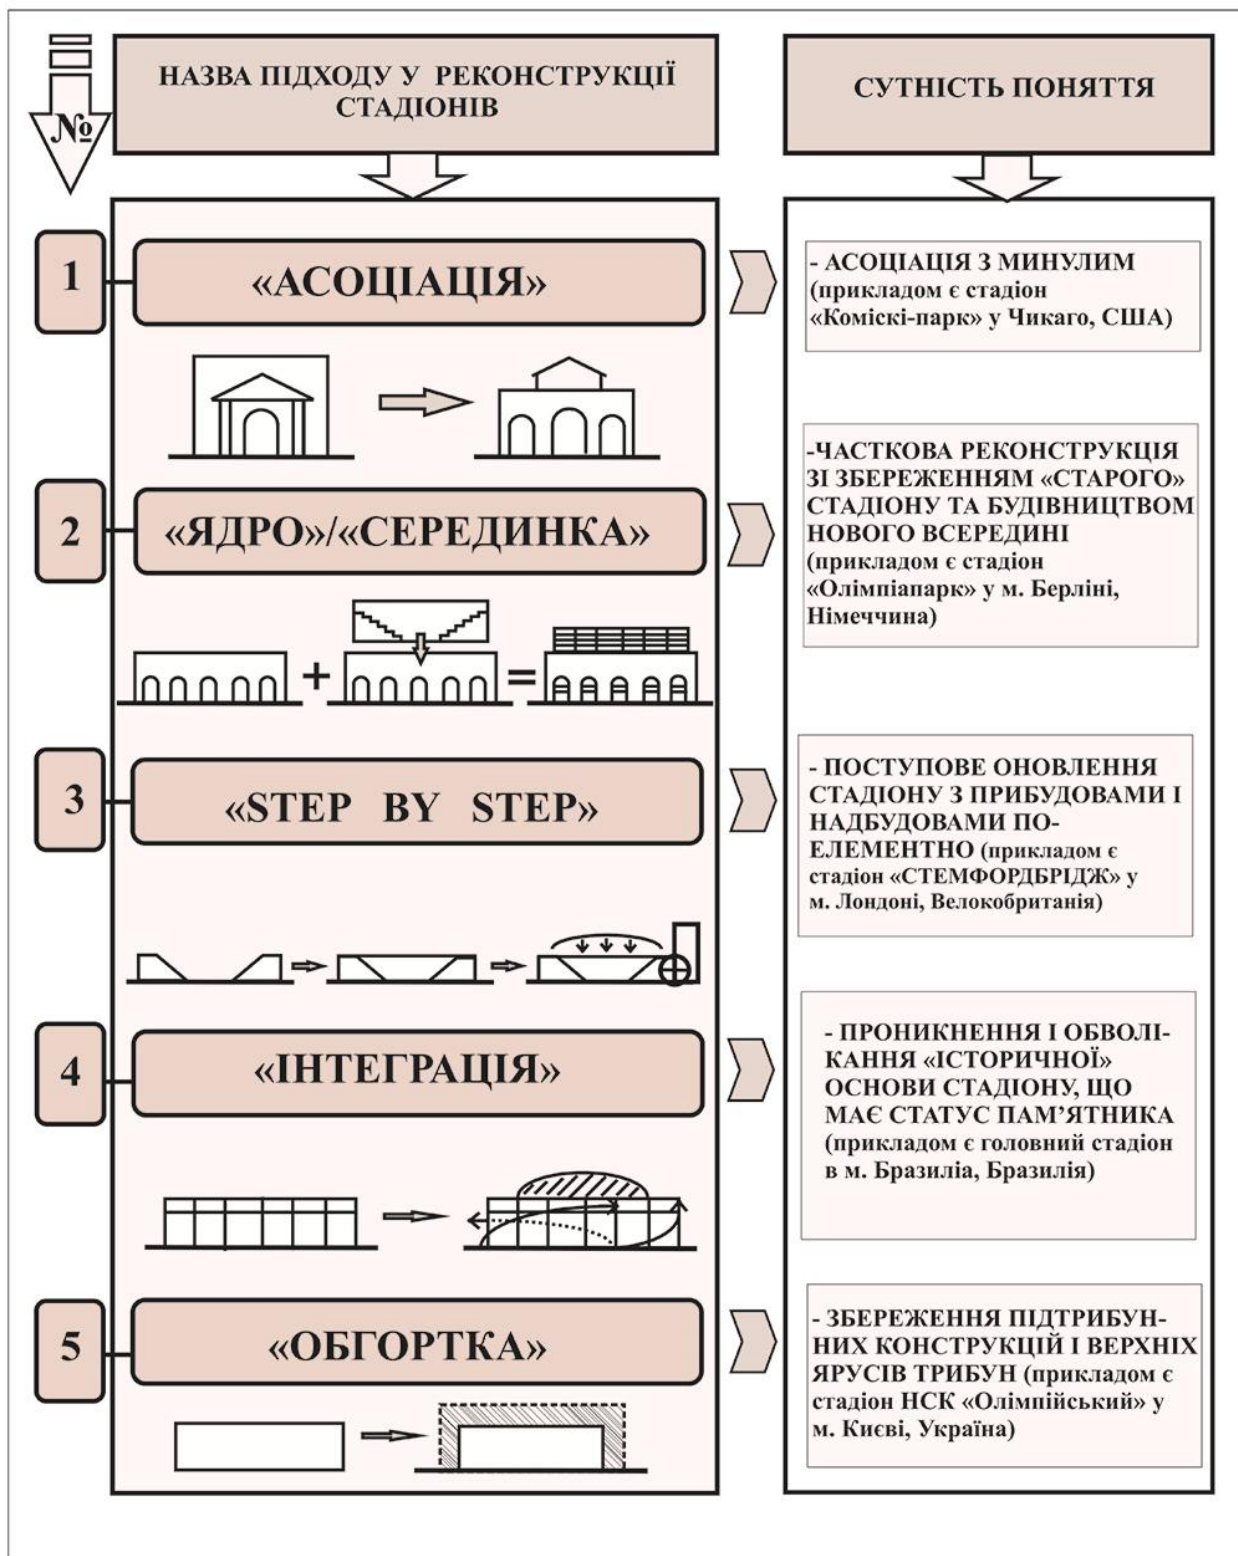 №
НАЗВА ПІДХОДУ У РЕКОНСТРУКЦІЇ
СТАДІОНІВ
СУТНІСТЬ ПОНЯТТЯ
1
«АСОЦІАЦІЯ»
- АСОЦІАЦІЯ З МИНУЛИМ
(прикладом є стадіон
«Коміскі-парк» у Чикаго, США)
2
«ЯДРО»/«СЕРЕДИНКА»
-ЧАСТКОВА РЕКОНСТРУКЦІЯ
ЗІ ЗБЕРЕЖЕННЯМ «СТАРОГО»
СТАДІОНУ ТА БУДІВНИЦТВОМ
НОВОГО ВСЕРЕДИНІ
(прикладом є стадіон
«Олімпіапарк» у м. Берліні,
Німеччина)
+
=
3
«STEP BY STEP»
- ПОСТУПОВЕ ОНОВЛЕННЯ
СТАДІОНУ З ПРИБУДОВАМИ І
НАДБУДОВАМИ ПО-
ЕЛЕМЕНТНО (прикладом є
стадіон «СТЕМФОРДБРІДЖ» у
м. Лондоні, Велокобританія)
4
«ІНТЕГРАЦІЯ»
- ПРОНИКНЕННЯ І ОБВОЛІ-
КАННЯ «ІСТОРИЧНОЇ»
ОСНОВИ СТАДІОНУ, ЩО
МАЄ СТАТУС ПАМ’ЯТНИКА
(прикладом є головний стадіон
в м. Бразиліа, Бразилія)
5
«ОБГОРТКА»
- ЗБЕРЕЖЕННЯ ПІДТРИБУН-
НИХ КОНСТРУКЦІЙ І ВЕРХНІХ
ЯРУСІВ ТРИБУН (прикладом є
стадіон НСК «Олімпійський» у
м. Києві, Україна)